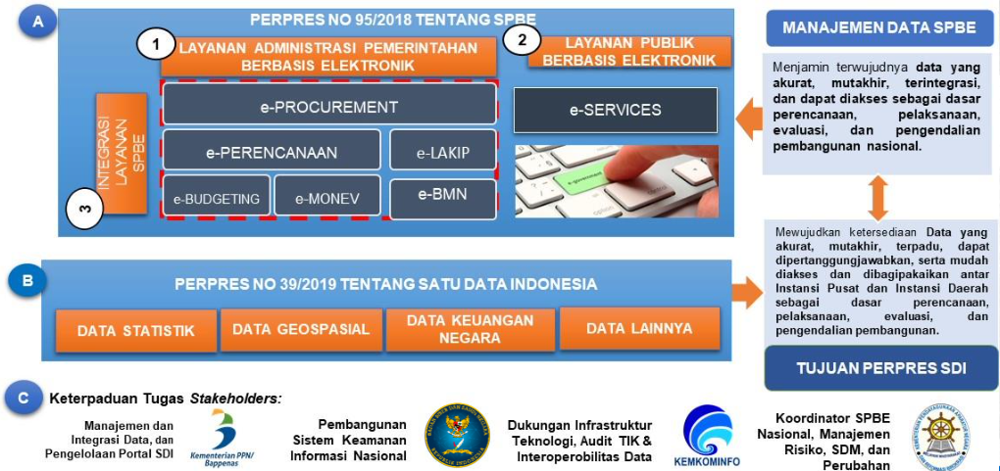 A
PERPRES NO 95/2018 TENTANG SPBE
1
LAYANAN ADMINISTRASI PEMERINTAHAN
BERBASIS ELEKTRONIK
2
LAYANAN PUBLIK
BERBASIS ELEKTRONIK
3
INTEGRASI
LAYANAN
SPBE
e-PROCUREMENT
e-PERENCANAAN
e-LAKIP
e-BUDGETING
e-MONEV
e-BMN
e-SERVICES
e-government
MANAJEMEN DATA SPBE
Menjamin terwujudnya data yang
akurat, mutakhir, terintegrasi,
dan dapat diakses sebagai dasar
perencanaan, pelaksanaan,
evaluasi, dan pengendalian
pembangunan nasional.
Mewujudkan ketersediaan Data yang
akurat, mutakhir, terpadu, dapat
dipertanggungjawabkan, serta mudah
diakses dan dibagipakaikan antar
Instansi Pusat dan Instansi Daerah
sebagai dasar perencanaan,
pelaksanaan, evaluasi, dan
pengendalian pembangunan.
TUJUAN PERPRES SDI
B
PERPRES NO 39/2019 TENTANG SATU DATA INDONESIA
DATA STATISTIK
DATA GEOSPASIAL
DATA KEUANGAN
NEGARA
DATA LAINNYA
C
Keterpaduan Tugas Stakeholders:
Manajemen dan
Integrasi Data, dan
Pengelolaan Portal SDI
Kementerian PPN/
Bappenas
Pembangunan
Sistem Keamanan
Informasi Nasional
REPUBLIK INDONESIA
Dukungan Infrastruktur
Teknologi, Audit TIK &
Interoperobilitas Data
KEMKOMINFO
Koordinator SPBE
Nasional, Manajemen
Risiko, SDM, dan
Perubahan